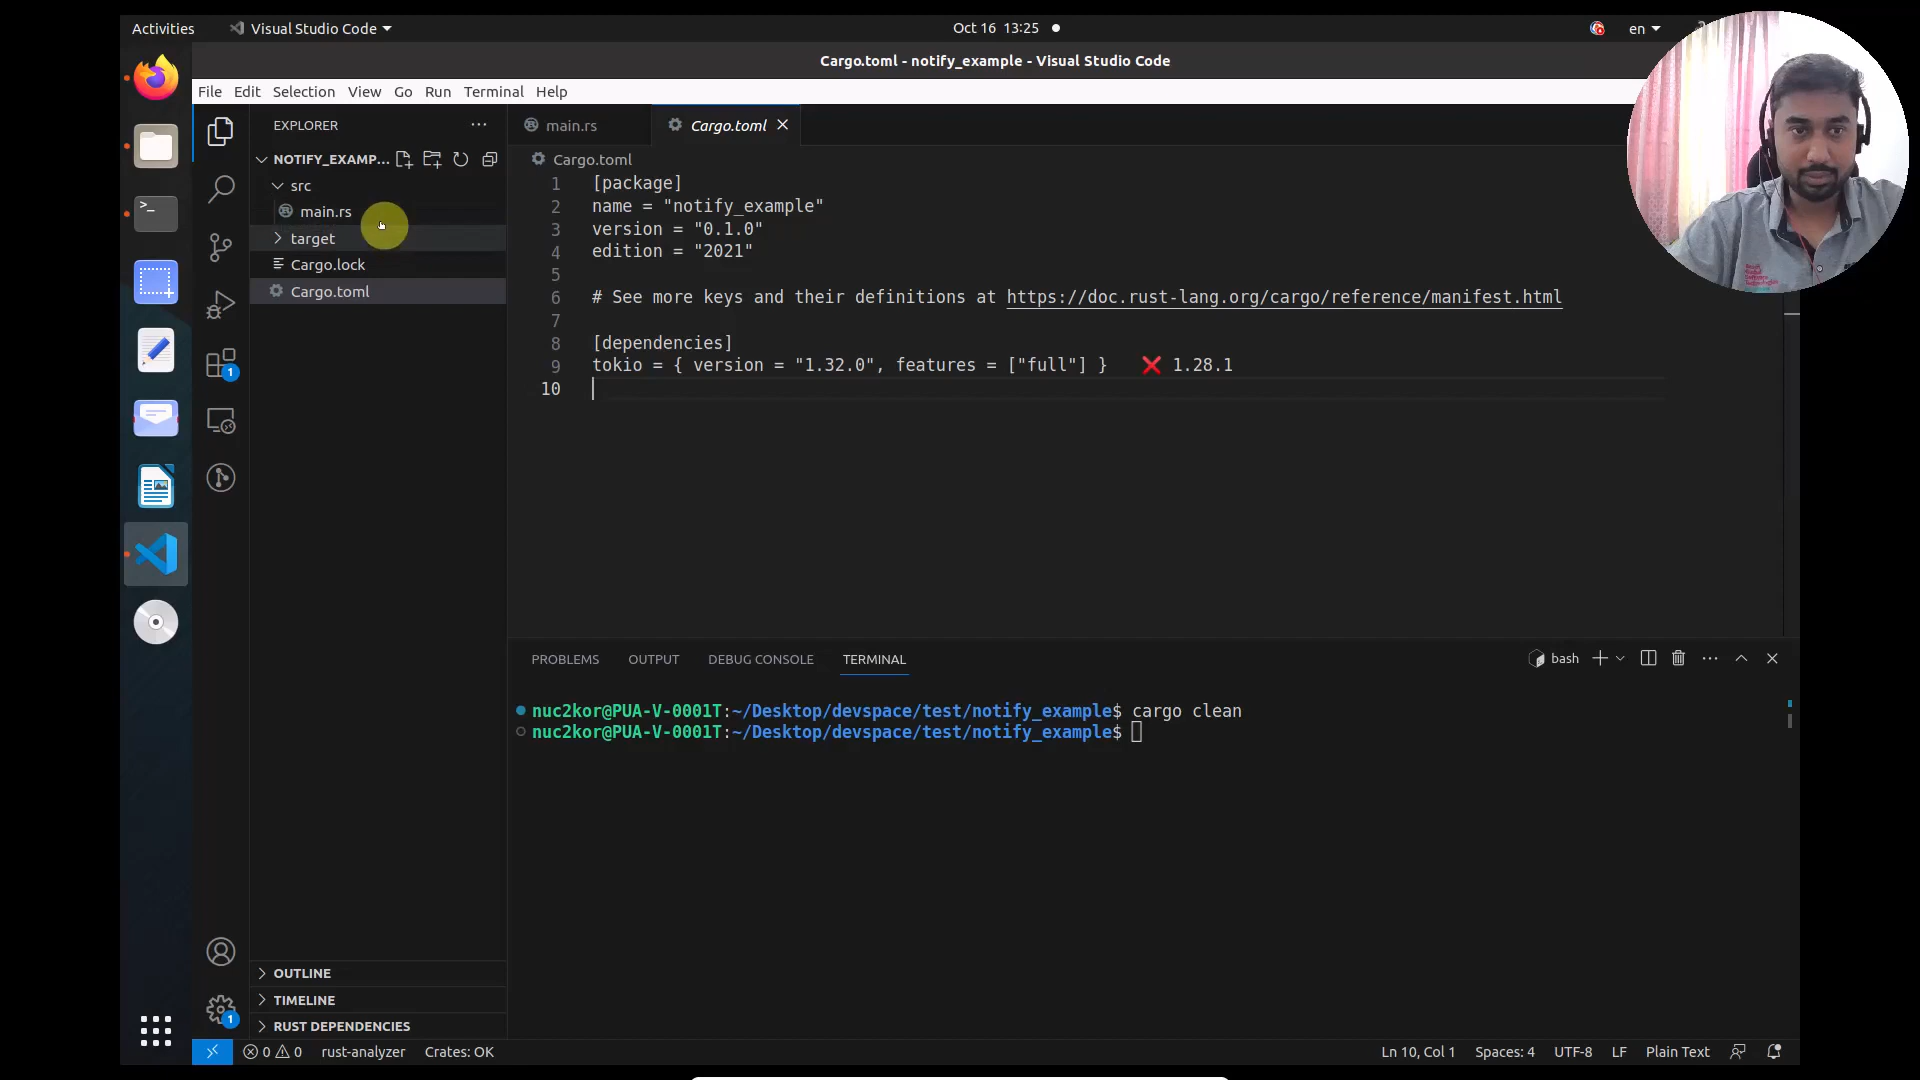 Activities
Visual Studio Code
Oct 16 13:25
en
Cargo.toml - notify_example - Visual Studio Code
File Edit Selection View Go Run Terminal Help
EXPLORER
NOTIFY_EXAMP...
src
main.rs
target
Cargo.lock
Cargo.toml
1
OUTLINE
TIMELINE
RUST DEPENDENCIES
1
main.rs
Cargo.toml
Cargo.toml
1 [package]
2 name = "notify_example"
3 version = "0.1.0"
4 edition = "2021"
5
6 # See more keys and their definitions at https://doc.rust-lang.org/cargo/reference/manifest.html
7
8 [dependencies]
9 tokio = { version = "1.32.0", features = ["full"] } ❌ 1.28.1
10
PROBLEMS OUTPUT DEBUG CONSOLE TERMINAL
bash
nuc2kor@PUA-V-0001T:~/Desktop/devspace/test/notify_example$ cargo clean
nuc2kor@PUA-V-0001T:~/Desktop/devspace/test/notify_example$
0 0 rust-analyzer Crates: OK
Ln 10, Col 1 Spaces: 4 UTF-8 LF Plain Text